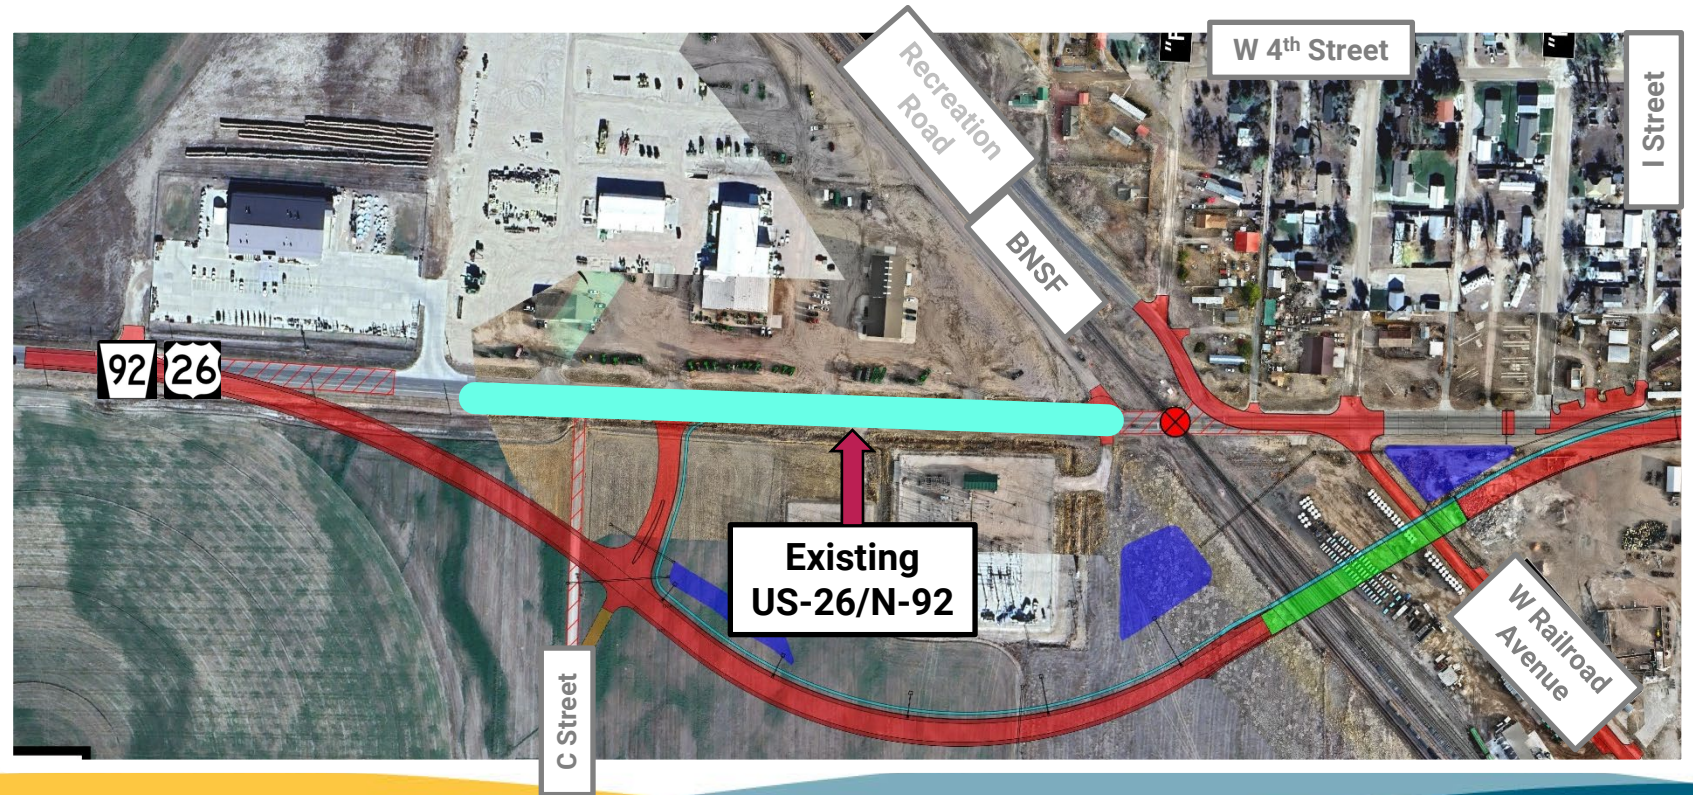 W 4th Street
Recreation
Road
I Street
BNSF
92
26
Existing
US-26/N-92
C Street
W Railroad
Avenue